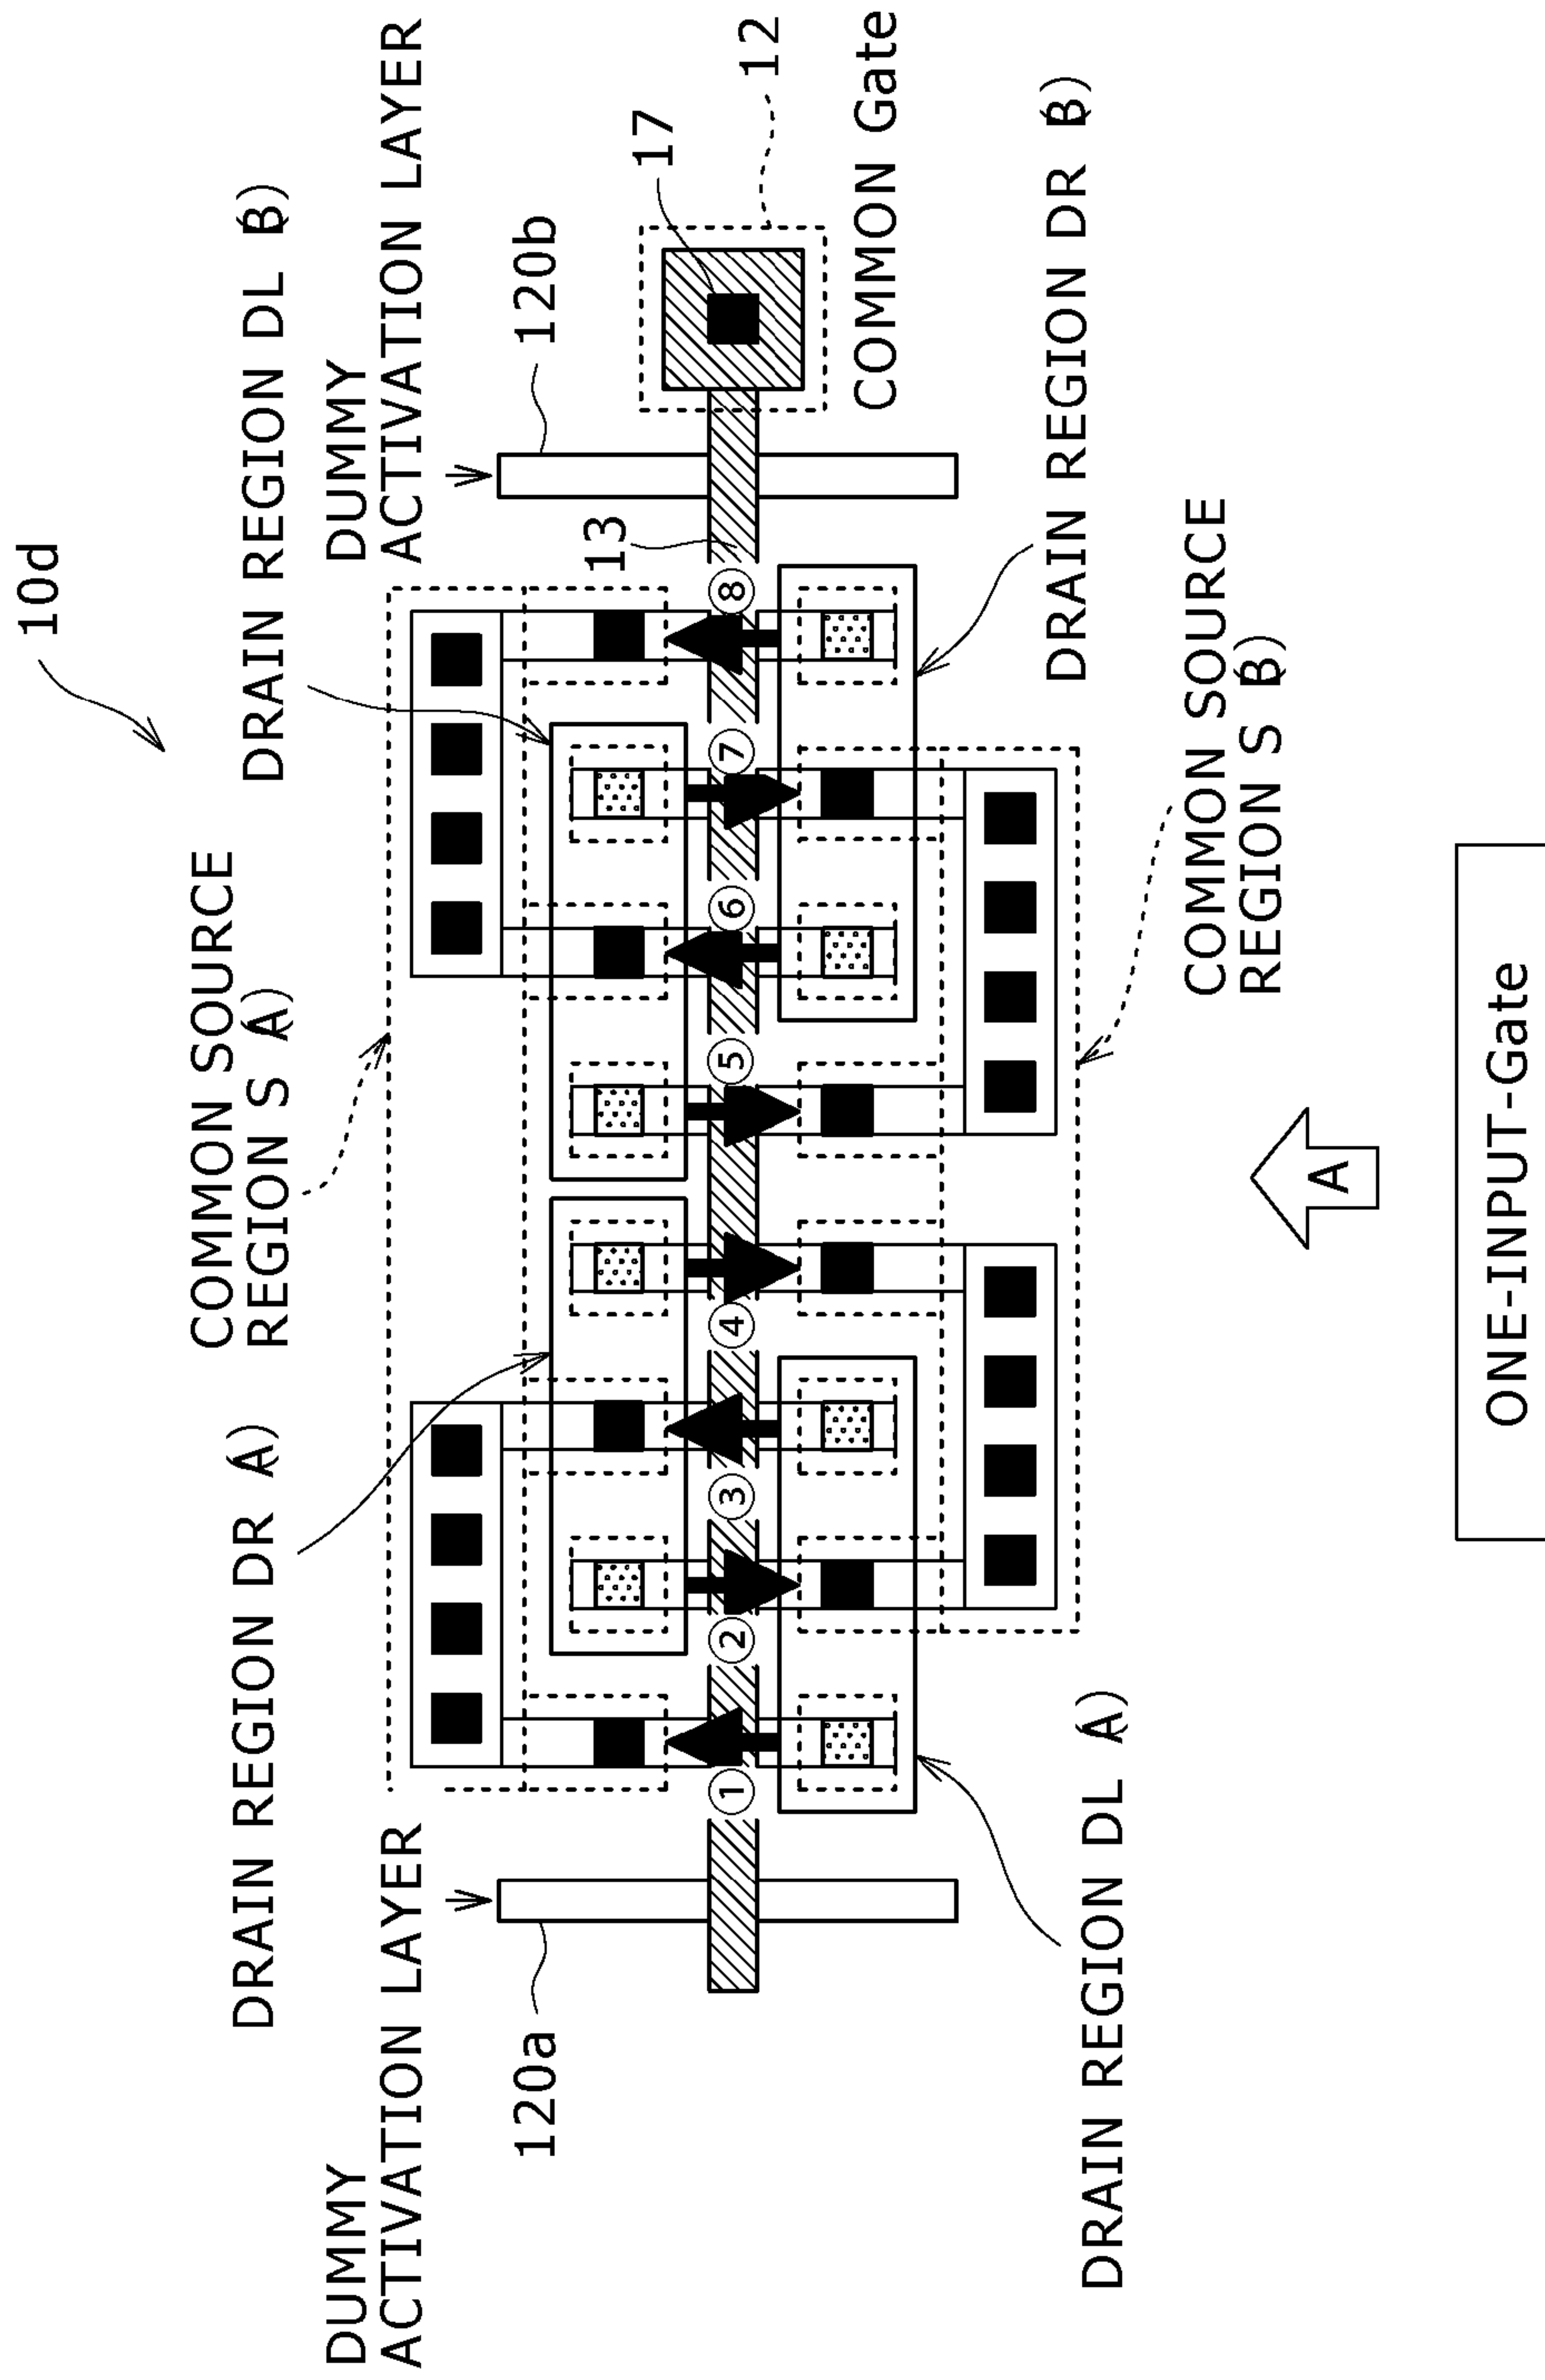 10d
COMMON SOURCE
REGION S (A)
DRAIN REGION DR (A)
DRAIN REGION DL (B)
DUMMY
ACTIVATION LAYER
DUMMY
ACTIVATION LAYER
120a
120b
13
17
12
① ② ③ ④ ⑤ ⑥ ⑦ ⑧
COMMON Gate
DRAIN REGION DL (A)
DRAIN REGION DR (B)
COMMON SOURCE
REGION S (B)
A
ONE-INPUT-Gate